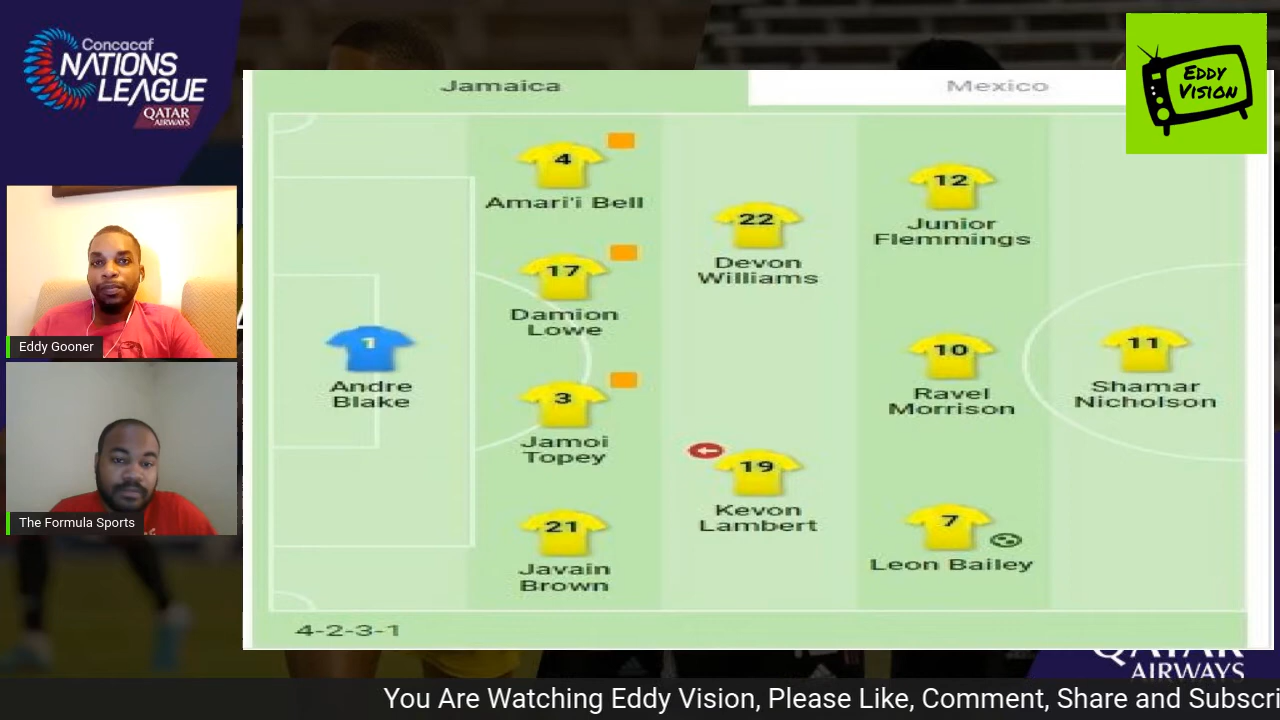 Concacaf
NATIONS
LEAGUE
QATAR
AIRWAYS
Jamaica
Mexico
EDDY
VISION
4
Amari'i Bell
12
Junior
Flemmings
22
Devon
Williams
17
Damion
Lowe
1
Andre
Blake
10
Ravel
Morrison
11
Shamar
Nicholson
3
Jamoi
Topey
19
Kevon
Lambert
7
Leon Bailey
21
Javain
Brown
4-2-3-1
Eddy Gooner
The Formula Sports
QATAR
AIRWAYS
You Are Watching Eddy Vision, Please Like, Comment, Share and Subscri